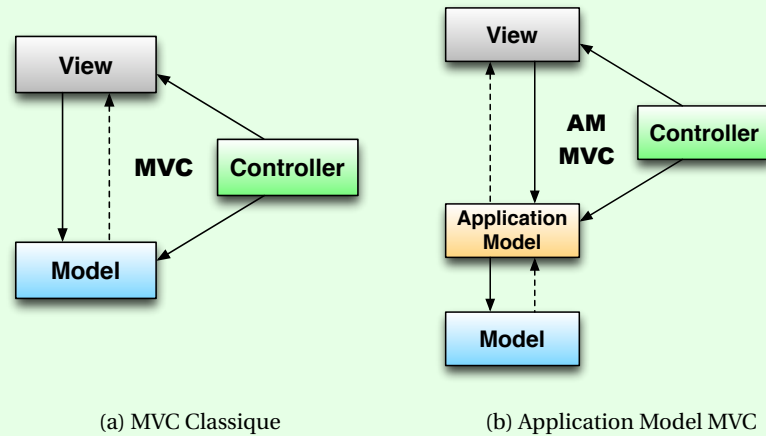 View
MVC
Controller
Model
(a) MVC Classique
View
AM
MVC
Controller
Application
Model
Model
(b) Application Model MVC